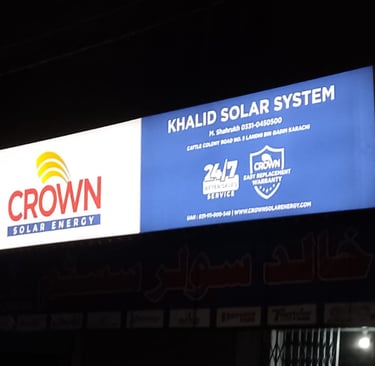 KHALID SOLAR SYSTEM
M. Shahrukh 0331-0450500
CATTLE COLONY ROAD NO. 5 LANDHI BIN QASIM KARACHI
CROWN
SOLAR ENERGY
24/7
AFTER SALES
SERVICE
CROWN
EASY REPLACEMENT
WARRANTY
UAN : 021-111-000-540 | WWW.CROWNSOLARENERGY.COM
خالد سولر سسٹم